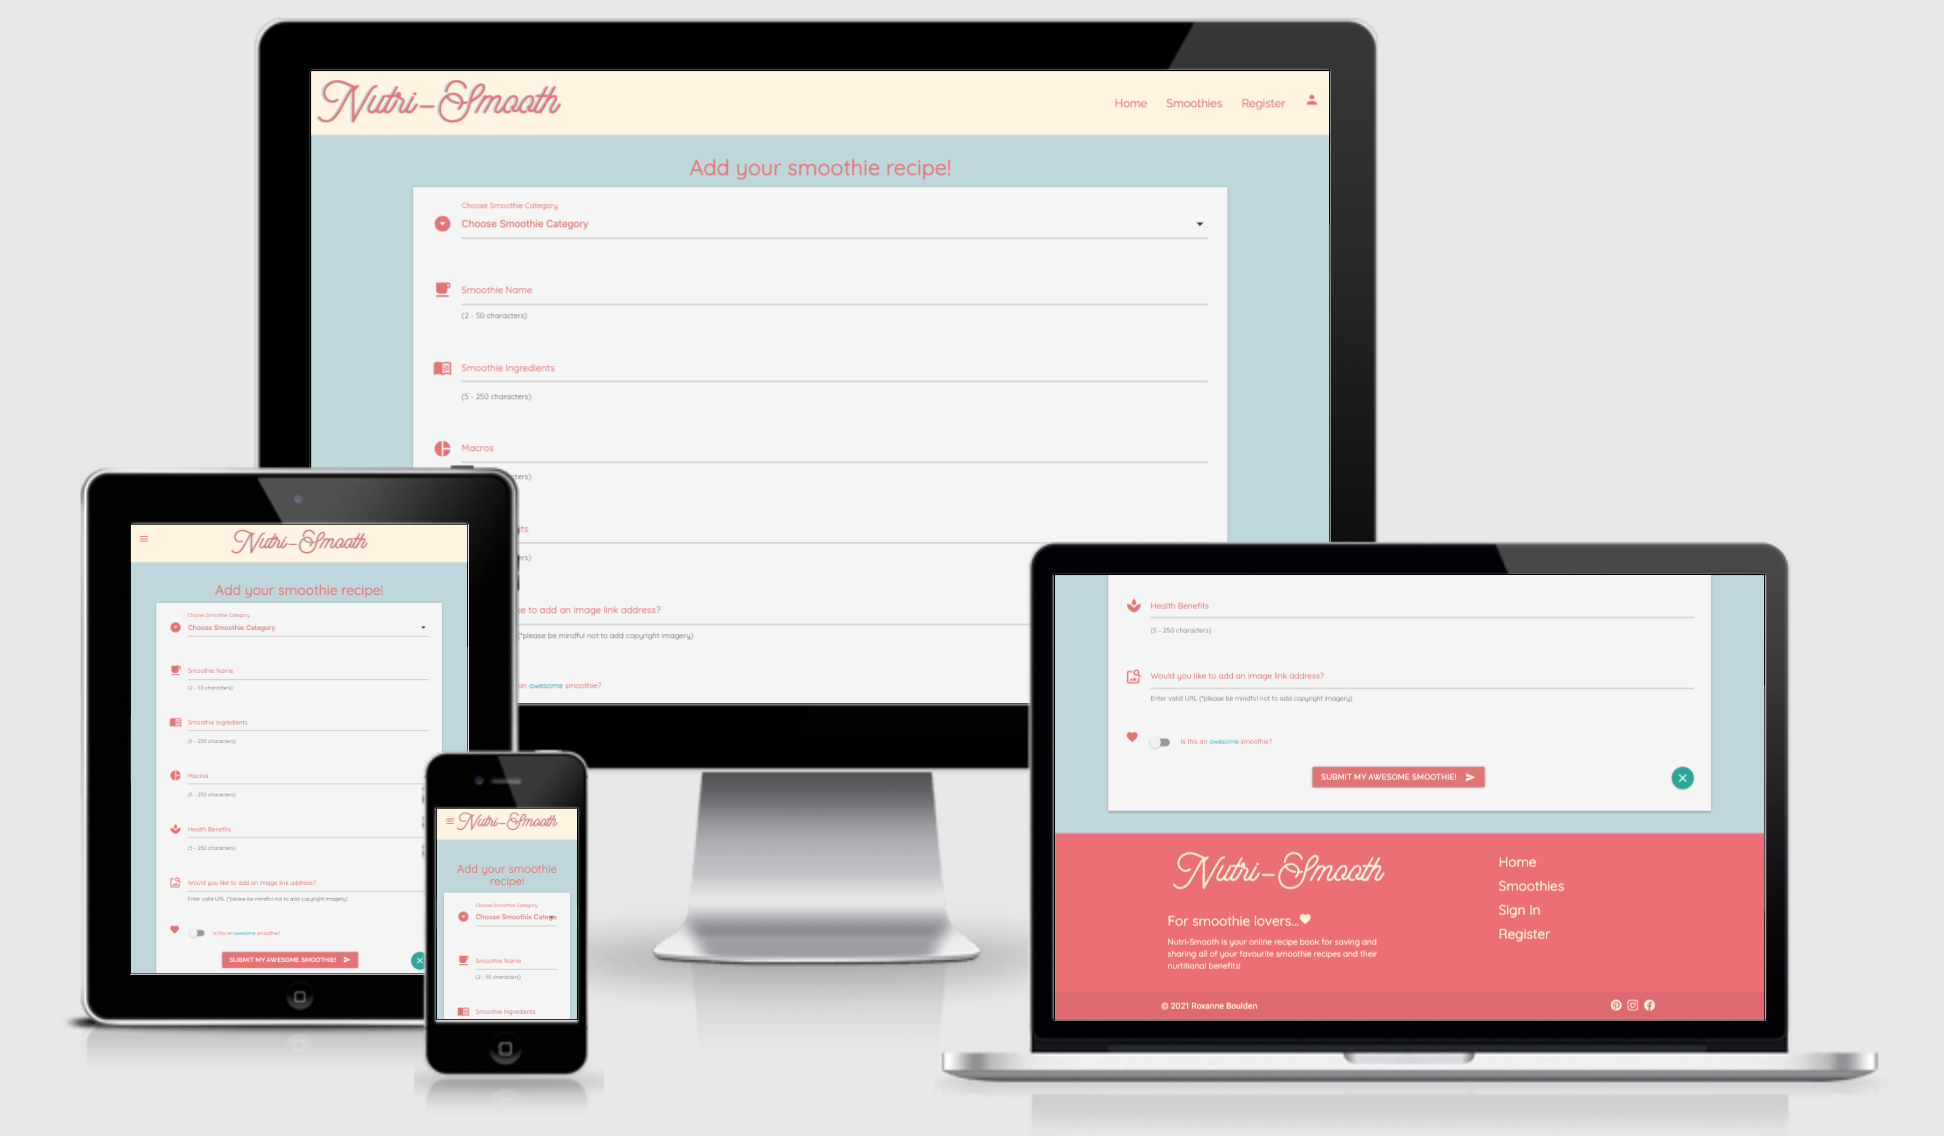 Nutri-Smooth
Home Smoothies Register
Add your smoothie recipe!
Choose Smoothie Category
Choose Smoothie Category
Smoothie Name
(2 - 50 characters)
Smoothie Ingredients
(5 - 250 characters)
Macros
ters)
ts
ers)
ke to add an image link address?
(*please be mindful not to add copyright imagery)
an awesome smoothie?
Nutri-Smooth
Add your smoothie recipe!
Choose Smoothie Category
Choose Smoothie Category
Smoothie Name
(2 - 50 characters)
Smoothie Ingredients
(5 - 250 characters)
Macros
(5 - 250 characters)
Health Benefits
(5 - 250 characters)
Would you like to add an image link address?
Enter valid URL (*please be mindful not to add copyright imagery)
Is this an awesome smoothie?
SUBMIT MY AWESOME SMOOTHIE!
Nutri-Smooth
Add your smoothie
recipe!
Choose Smoothie Category
Choose Smoothie Catego
Smoothie Name
(2 - 50 characters)
Smoothie Ingredients
Health Benefits
(5 - 250 characters)
Would you like to add an image link address?
Enter valid URL (*please be mindful not to add copyright imagery)
Is this an awesome smoothie?
SUBMIT MY AWESOME SMOOTHIE!
Nutri-Smooth
For smoothie lovers...
Nutri-Smooth is your online recipe book for saving and
sharing all of your favourite smoothie recipes and their
nurtitional benefits!
Home
Smoothies
Sign In
Register
© 2021 Roxanne Boulden